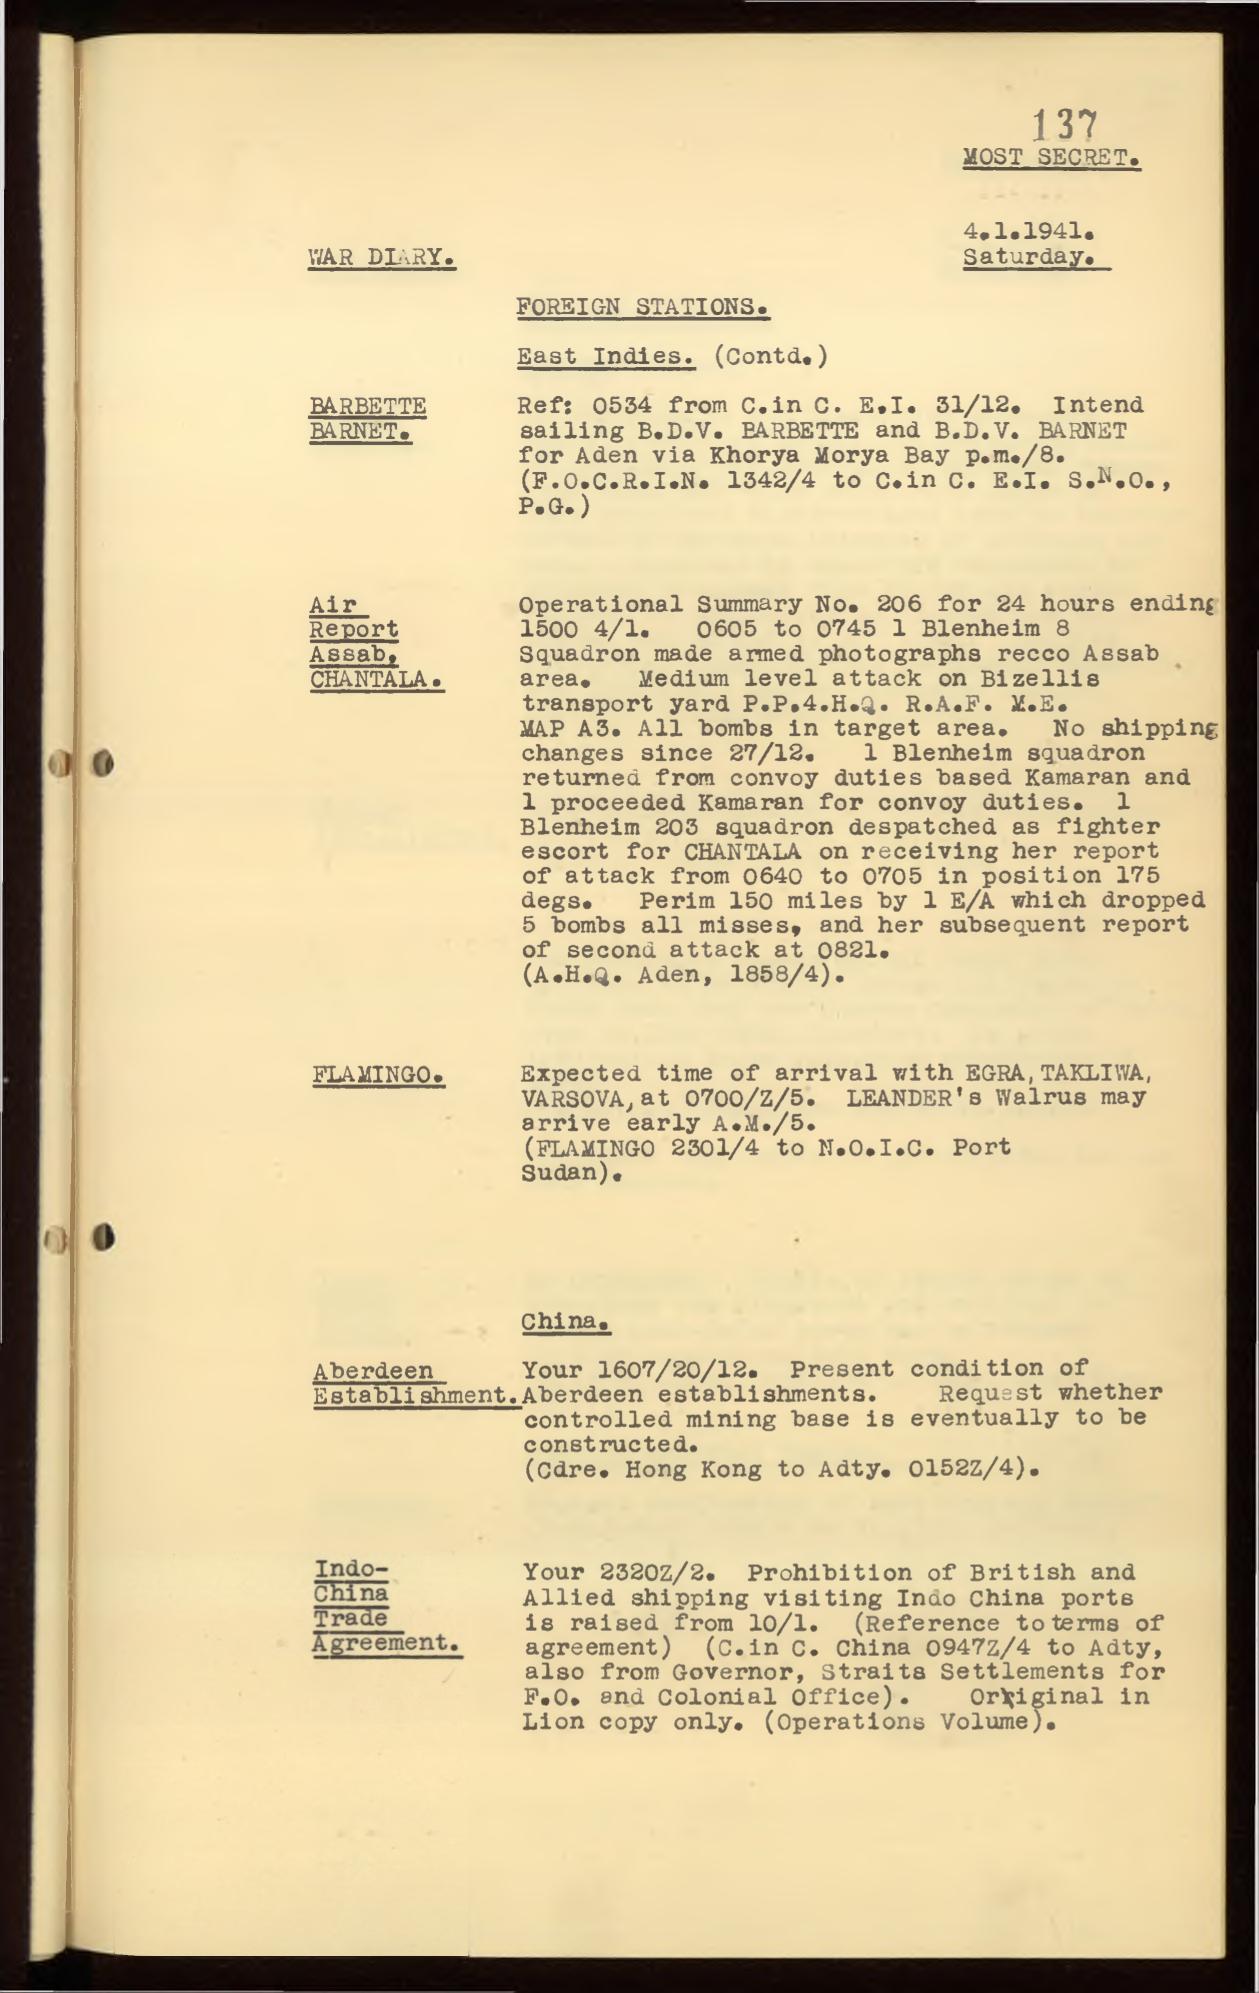 137
MOST SECRET.
4.1.1941.
WAR DIARY.
Saturday.
FOREIGN STATIONS.
East Indies. (Contd.)
BARBETTE
BARNET.
Ref: 0534 from C.in C. E.I. 31/12. Intend
sailing B.D.V. BARBETTE and B.D.V. BARNET
for Aden via Khorya Morya Bay p.m./8.
(F.O.C.R.I.N. 1342/4 to C.in C. E.I. S.N.O.,
P.G.)
Air
Report
Assab,
CHANTALA.
Operational Summary No. 206 for 24 hours ending
1500 4/1. 0605 to 0745 1 Blenheim 8
Squadron made armed photographs recco Assab
area. Medium level attack on Bizellis
transport yard P.P.4.H.Q. R.A.F. M.E.
MAP A3. All bombs in target area. No shipping
changes since 27/12. 1 Blenheim squadron
returned from convoy duties based Kamaran and
1 proceeded Kamaran for convoy duties. 1
Blenheim 203 squadron despatched as fighter
escort for CHANTALA on receiving her report
of attack from 0640 to 0705 in position 175
degs. Perim 150 miles by 1 E/A which dropped
5 bombs all misses, and her subsequent report
of second attack at 0821.
(A.H.Q. Aden, 1858/4).
FLAMINGO.
Expected time of arrival with EGRA, TAKLIWA,
VARSOVA, at 0700/Z/5. LEANDER's Walrus may
arrive early A.M./5.
(FLAMINGO 2301/4 to N.O.I.C. Port
Sudan).
China.
Aberdeen
Establishment.
Your 1607/20/12. Present condition of
Aberdeen establishments. Request whether
controlled mining base is eventually to be
constructed.
(Cdre. Hong Kong to Adty. 0152Z/4).
Indo-
China
Trade
Agreement.
Your 2320Z/2. Prohibition of British and
Allied shipping visiting Indo China ports
is raised from 10/1. (Reference to terms of
agreement) (C.in C. China 0947Z/4 to Adty,
also from Governor, Straits Settlements for
F.O. and Colonial Office). Original in
Lion copy only. (Operations Volume).